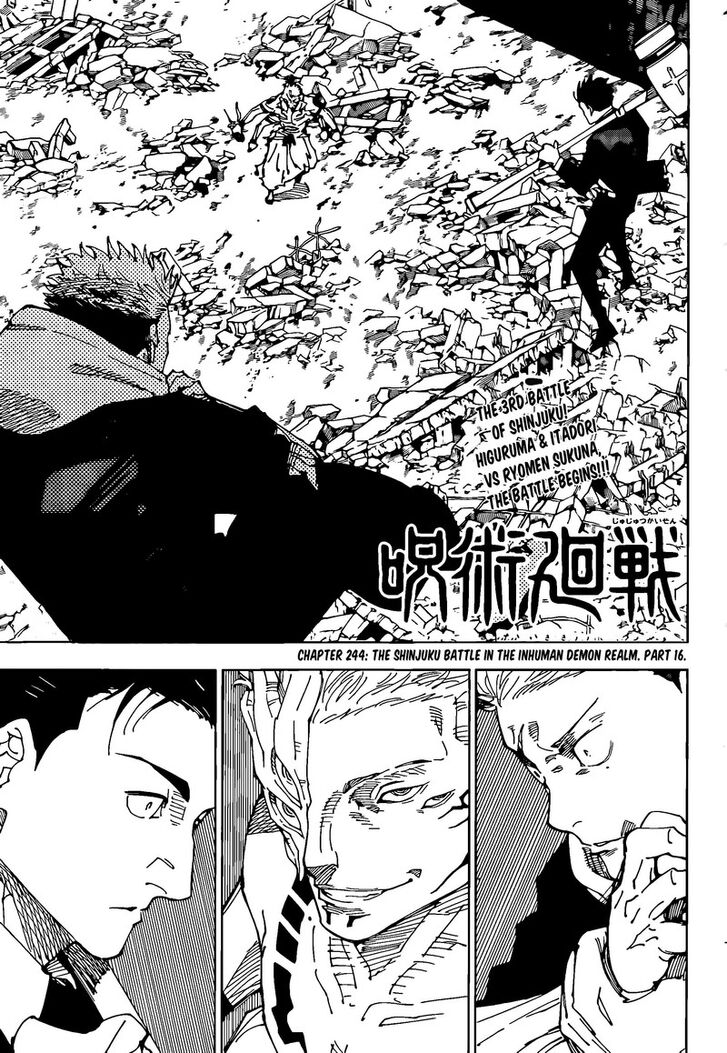 THE 3RD BATTLE
OF SHINJUKU!
HIGURUMA & ITADORI
VS RYOMEN SUKUNA,
THE BATTLE BEGINS!!!
じゅじゅつかいせん
呪術廻戦
CHAPTER 244: THE SHINJUKU BATTLE IN THE INHUMAN DEMON REALM. PART 16.